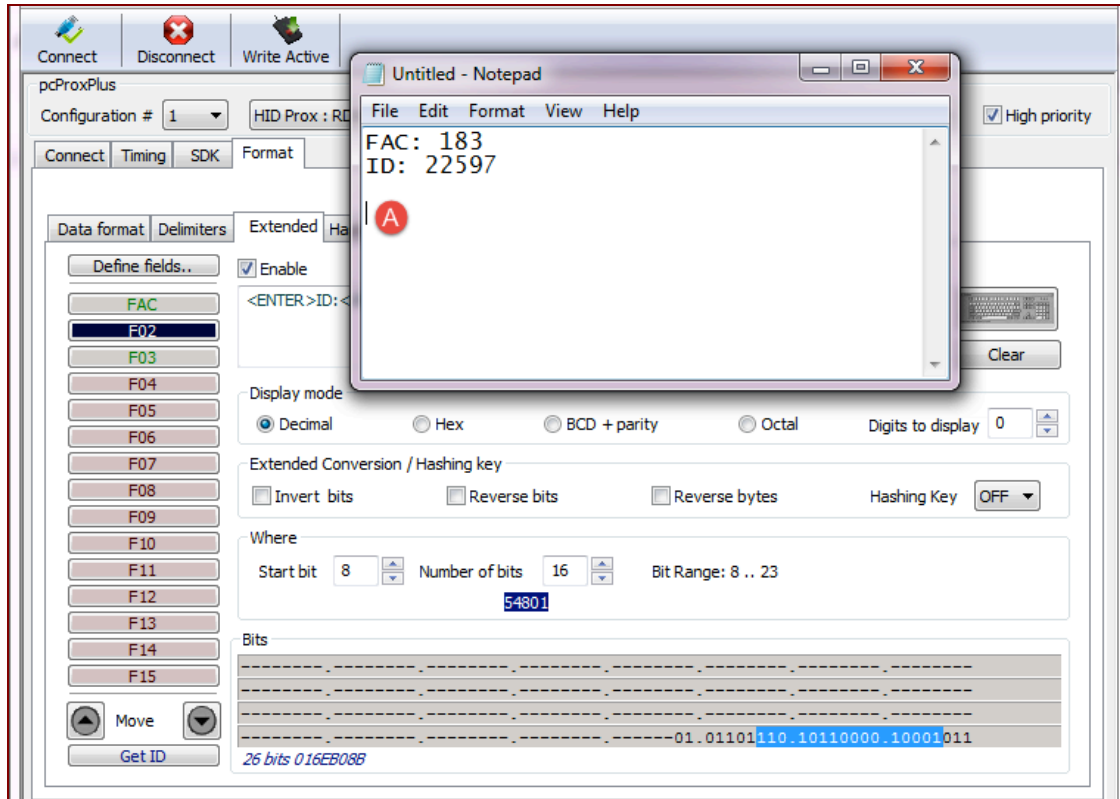 Connect Disconnect Write Active
Untitled - Notepad
pcProxPlus
Configuration # 1 HID Prox : RD
File Edit Format View Help
High priority
FAC: 183
ID: 22597
A
Connect Timing SDK Format
Data format Delimiters Extended Ha
Define fields.. Enable
FAC
F02
F03
F04
F05
F06
F07
F08
F09
F10
F11
F12
F13
F14
F15
Move
Get ID
<ENTER>ID:<
Clear
Display mode
Decimal Hex BCD + parity Octal Digits to display 0
Extended Conversion / Hashing key
Invert bits Reverse bits Reverse bytes Hashing Key OFF
Where
Start bit 8 Number of bits 16 Bit Range: 8 .. 23
54801
Bits
--------.--------.--------.--------.--------.--------.--------.--------
--------.--------.--------.--------.--------.--------.--------.--------
--------.--------.--------.--------.--------.--------.--------.--------
--------.--------.--------.--------.------01.01101110.10110000.10001011
26 bits 016EB08B